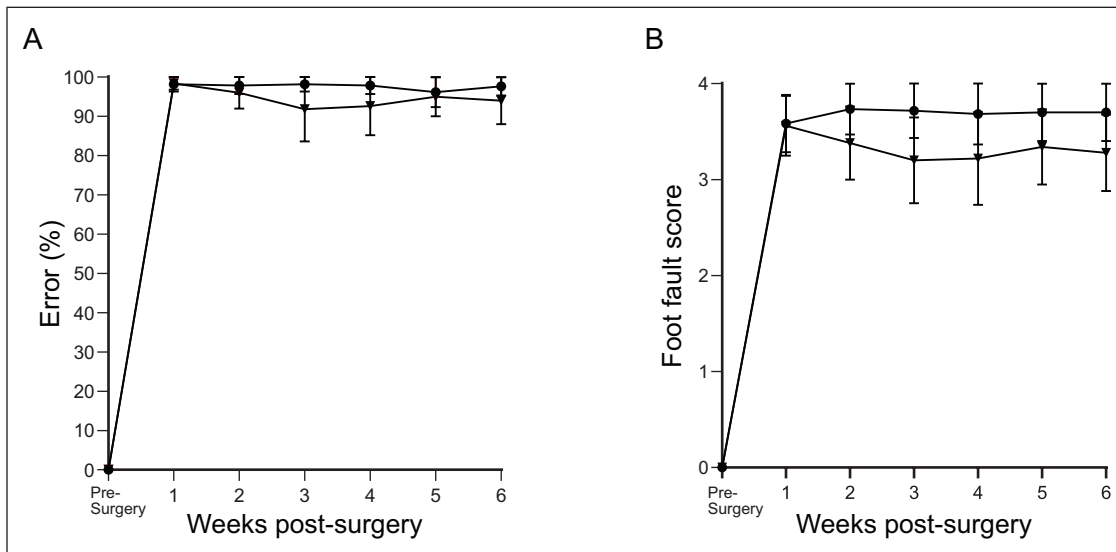 A
Error (%)
100
90
80
70
60
50
40
30
20
10
0
Pre-
Surgery
1 2 3 4 5 6
Weeks post-surgery
B
Foot fault score
4
3
2
1
0
Pre-
Surgery
1 2 3 4 5 6
Weeks post-surgery